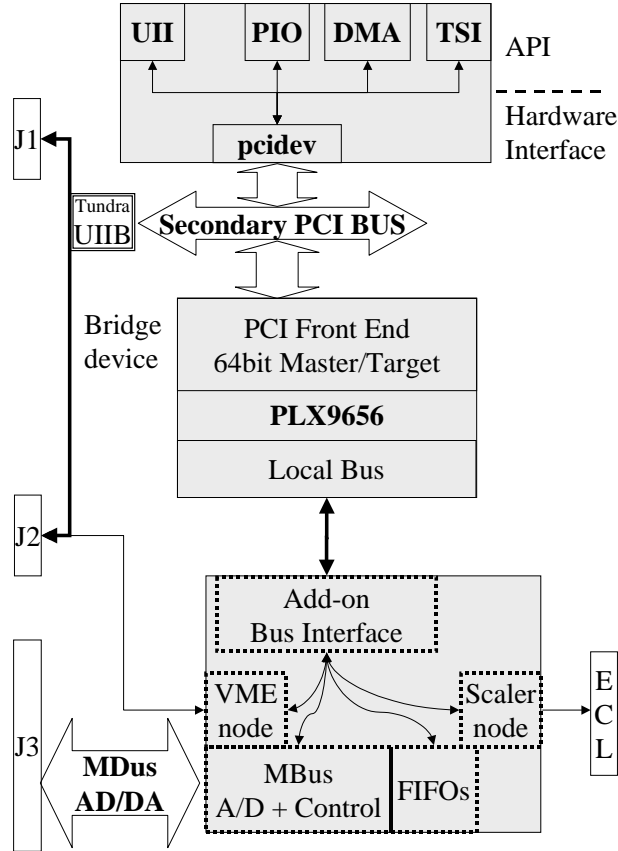 UII PIO DMA TSI
API
J1
Hardware
Interface
pcidev
Tundra
UIIB
Secondary PCI BUS
Bridge
device
PCI Front End
64bit Master/Target
PLX9656
Local Bus
J2
Add-on
Bus Interface
VME
node
Scaler
node
E
C
L
J3
MDus
AD/DA
MBus
A/D + Control
FIFOs